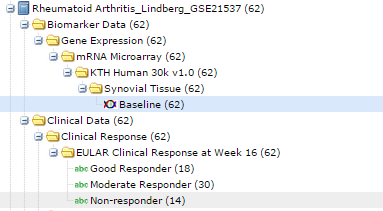 Rheumatoid Arthritis_Lindberg_GSE21537 (62)
Biomarker Data (62)
Gene Expression (62)
mRNA Microarray (62)
KTH Human 30k v1.0 (62)
Synovial Tissue (62)
Baseline (62)
Clinical Data (62)
Clinical Response (62)
EULAR Clinical Response at Week 16 (62)
abc Good Responder (18)
abc Moderate Responder (30)
abc Non-responder (14)